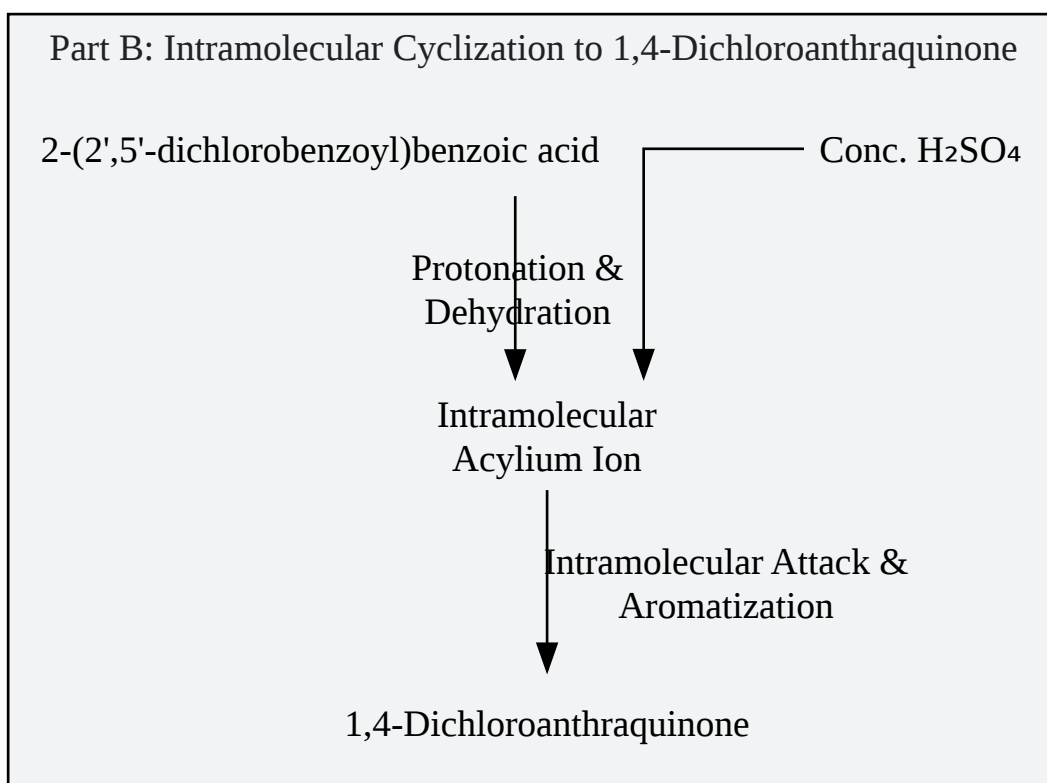 Part B: Intramolecular Cyclization to 1,4-Dichloroanthraquinone
2-(2',5'-dichlorobenzoyl)benzoic acid
Conc. H₂SO₄
Protonation &
Dehydration
Intramolecular
Acylium Ion
Intramolecular Attack &
Aromatization
1,4-Dichloroanthraquinone